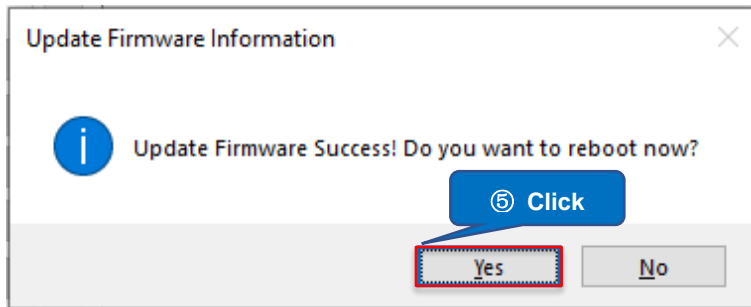 Update Firmware Information
Update Firmware Success! Do you want to reboot now?
⑤ Click
Yes
No